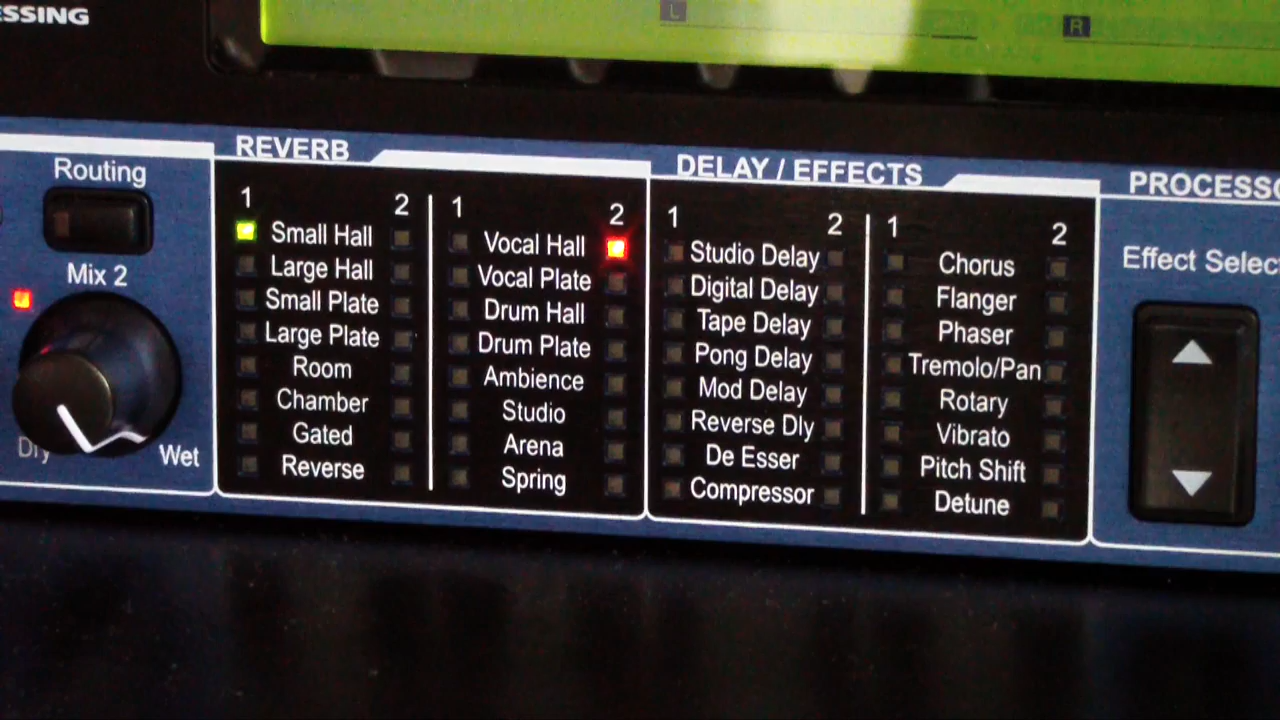 ESSING
L
R
REVERB
DELAY / EFFECTS
PROCESSO
Routing
Mix 2
Dry
Wet
1 2 1 2
Small Hall
Large Hall
Small Plate
Large Plate
Room
Chamber
Gated
Reverse
Vocal Hall
Vocal Plate
Drum Hall
Drum Plate
Ambience
Studio
Arena
Spring
1 2 1 2
Studio Delay
Digital Delay
Tape Delay
Pong Delay
Mod Delay
Reverse Dly
De Esser
Compressor
Chorus
Flanger
Phaser
Tremolo/Pan
Rotary
Vibrato
Pitch Shift
Detune
Effect Select